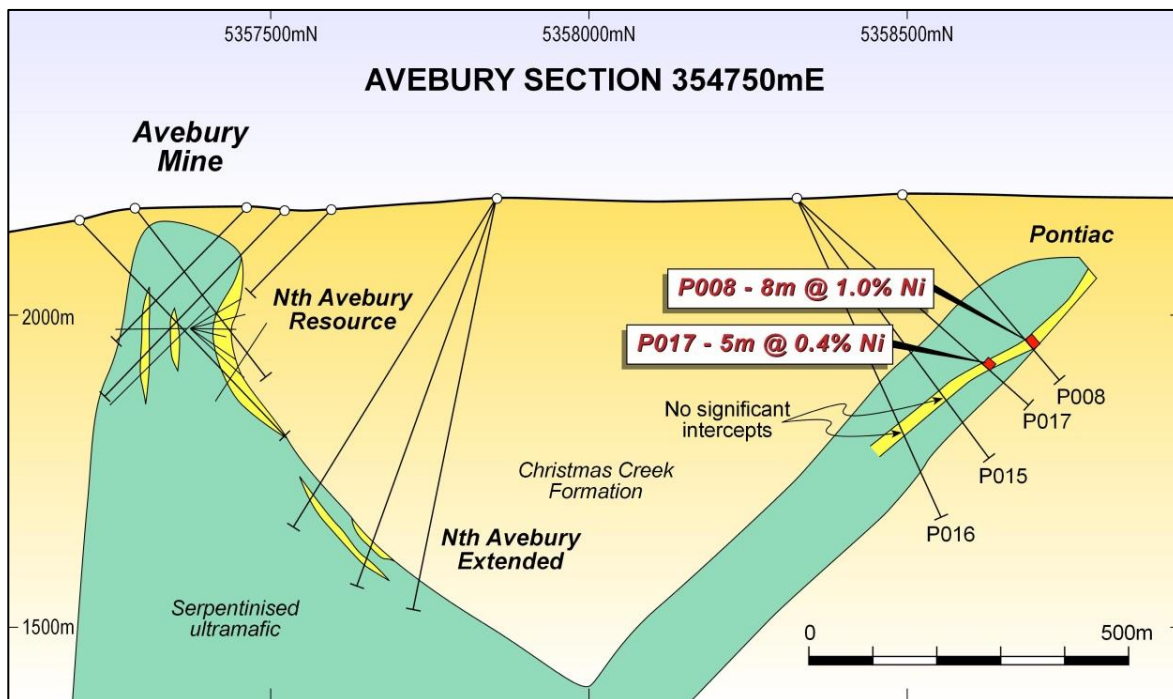 5357500mN
5358000mN
5358500mN
AVEBURY SECTION 354750mE
Avebury
Mine
Pontiac
P008 - 8m @ 1.0% Ni
Nth Avebury
Resource
2000m
P017 - 5m @ 0.4% Ni
P008
No significant
intercepts
P017
Christmas Creek
Formation
P015
P016
Nth Avebury
Extended
Serpentinised
ultramafic
1500m
0
500m